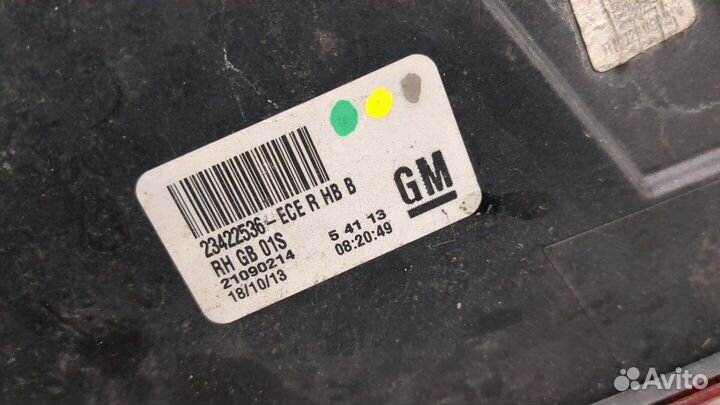 23422536-ECE R HB B
RH GB 01S
21090214
18/10/13
5 41 13
08:20:49
GM
Avito